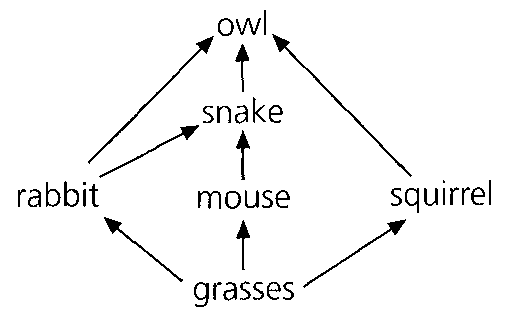 owl
snake
rabbit mouse squirrel
grasses